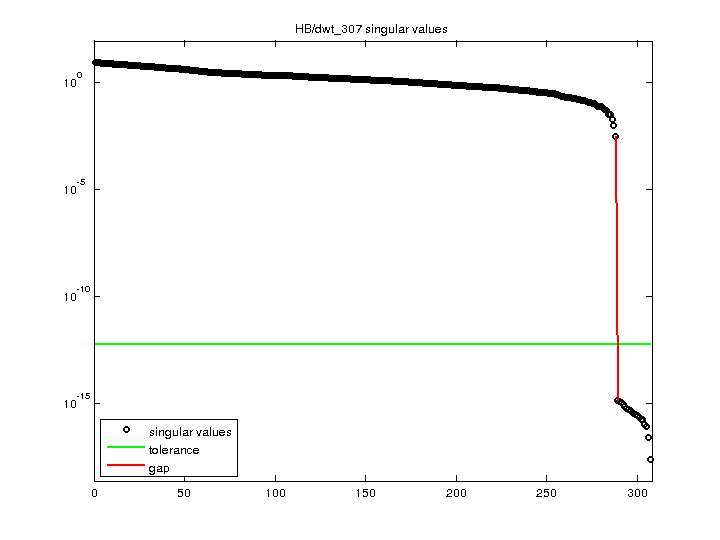 HB/dwt_307 singular values
10^0
10^-5
10^-10
10^-15
singular values
tolerance
gap
0 50 100 150 200 250 300